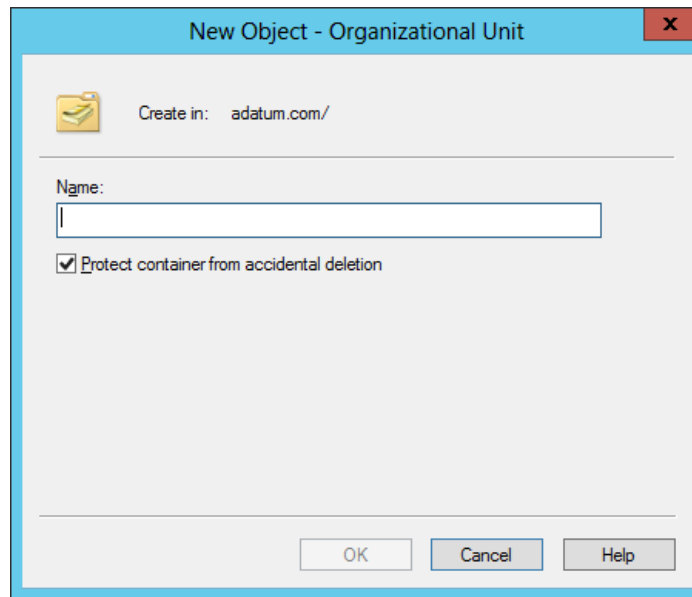 New Object - Organizational Unit
x
Create in: adatum.com/
Name:
Protect container from accidental deletion
OK Cancel Help